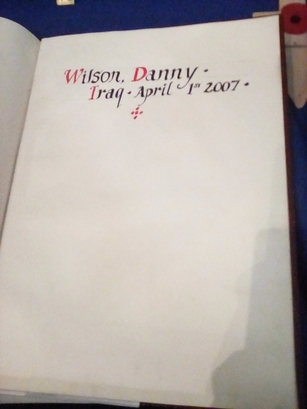 Wilson, Danny •
Iraq • April 1st 2007 •